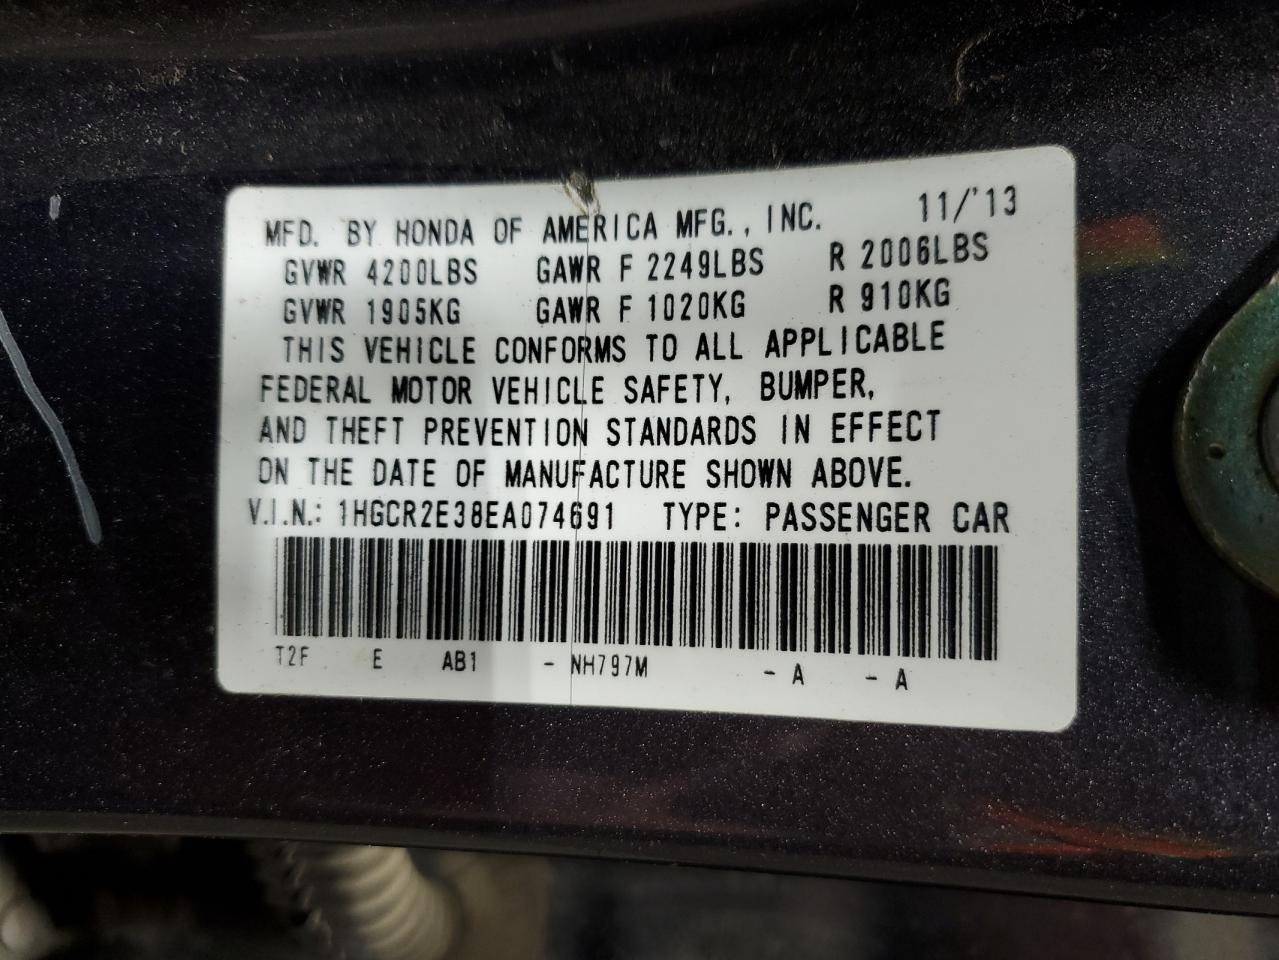 MFD. BY HONDA OF AMERICA MFG., INC. 11/'13
GVWR 4200LBS GAWR F 2249LBS R 2006LBS
GVWR 1905KG GAWR F 1020KG R 910KG
THIS VEHICLE CONFORMS TO ALL APPLICABLE
FEDERAL MOTOR VEHICLE SAFETY, BUMPER,
AND THEFT PREVENTION STANDARDS IN EFFECT
ON THE DATE OF MANUFACTURE SHOWN ABOVE.
V.I.N.: 1HGCR2E38EA074691 TYPE: PASSENGER CAR
T2F E AB1 - NH797M - A - A